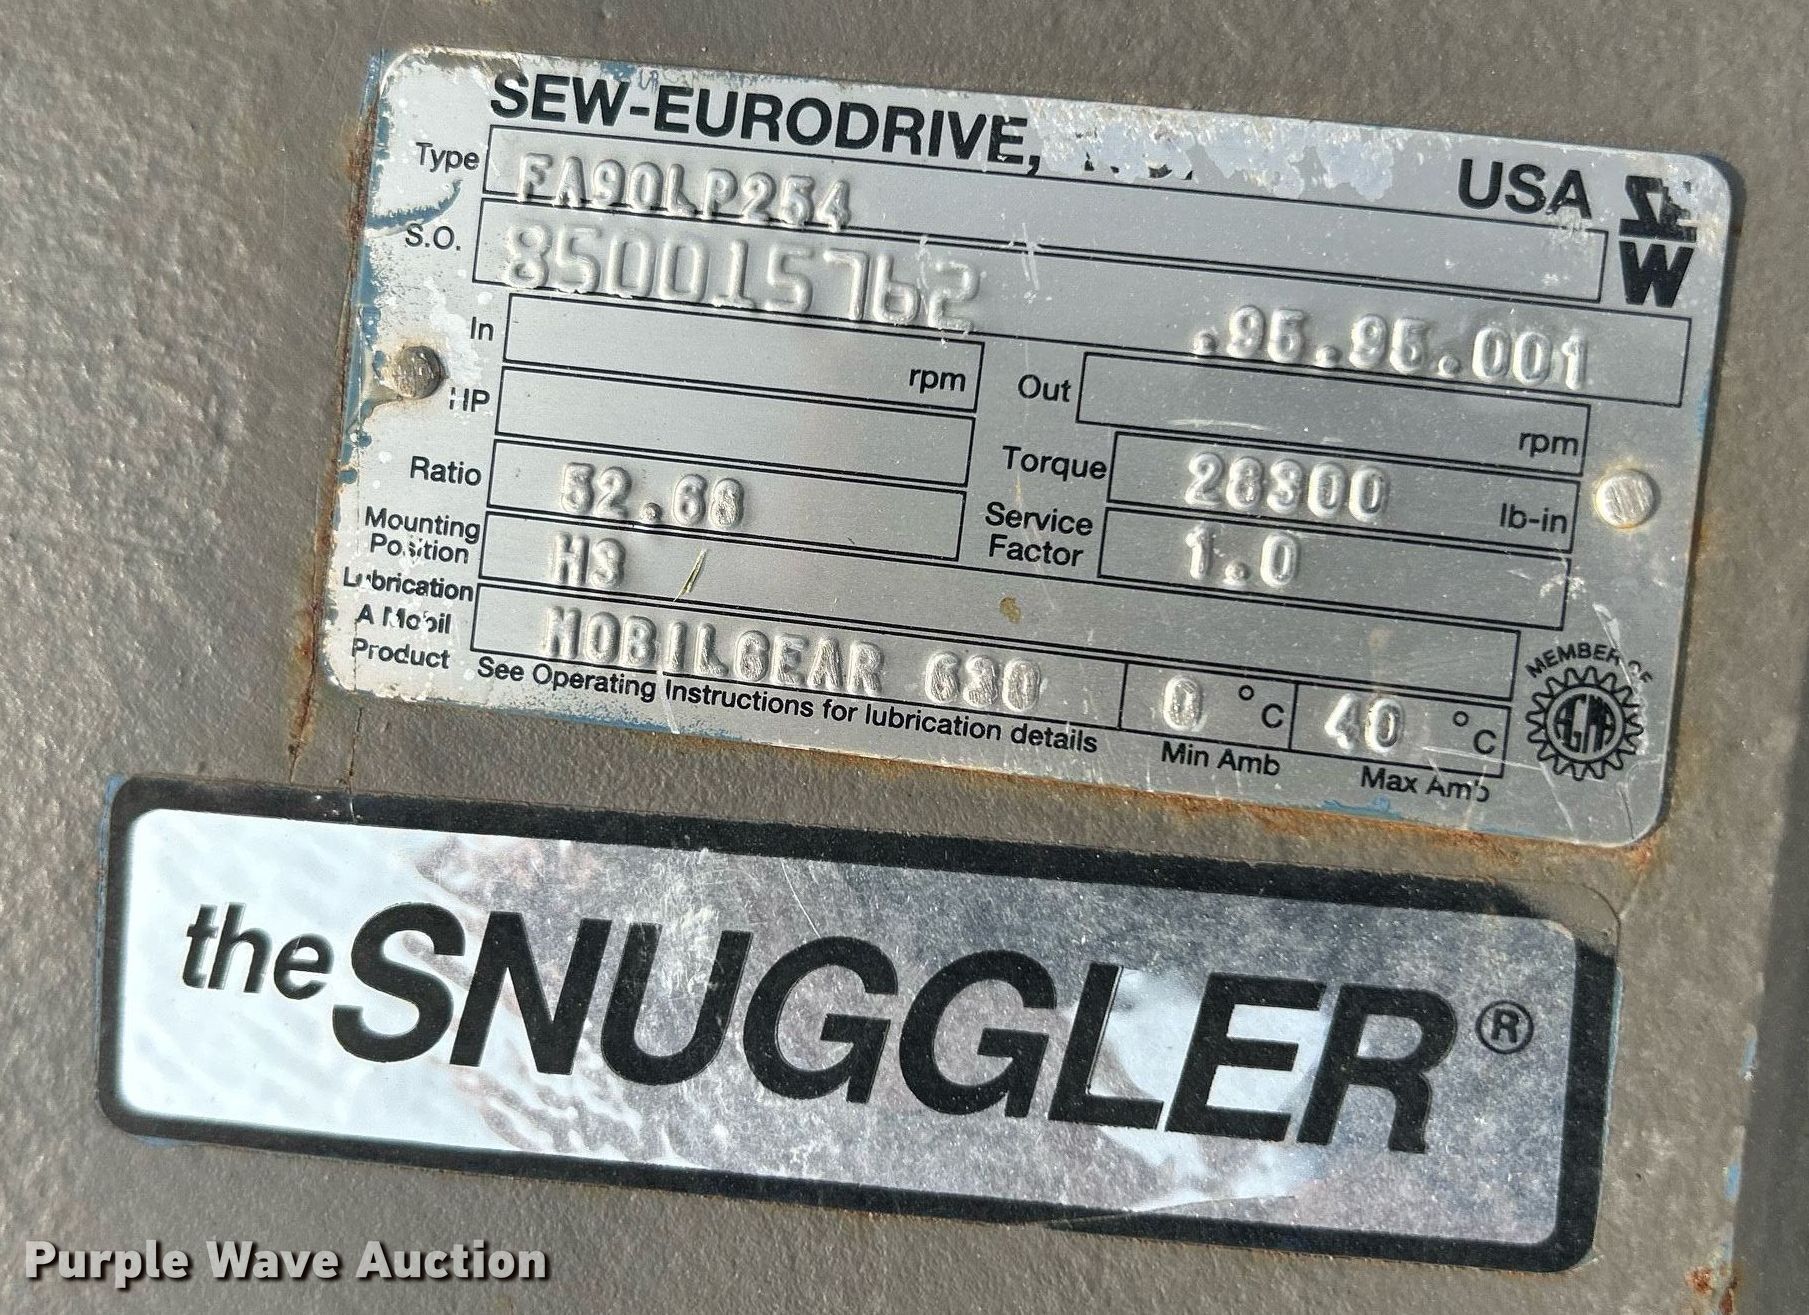 SEW-EURODRIVE, USA
Type FA90LP254
S.O. 850015762 .95.95.001
In rpm Out rpm
HP
Ratio 52.68 Torque 28300 lb-in
Mounting Position H3 Service Factor 1.0
Lubrication A Mobil Product MOBILGEAR 630 0 °C 40 °C
See Operating Instructions for lubrication details Min Amb Max Amb
MEMBER OF AGMA
SEW
the SNUGGLER®
Purple Wave Auction